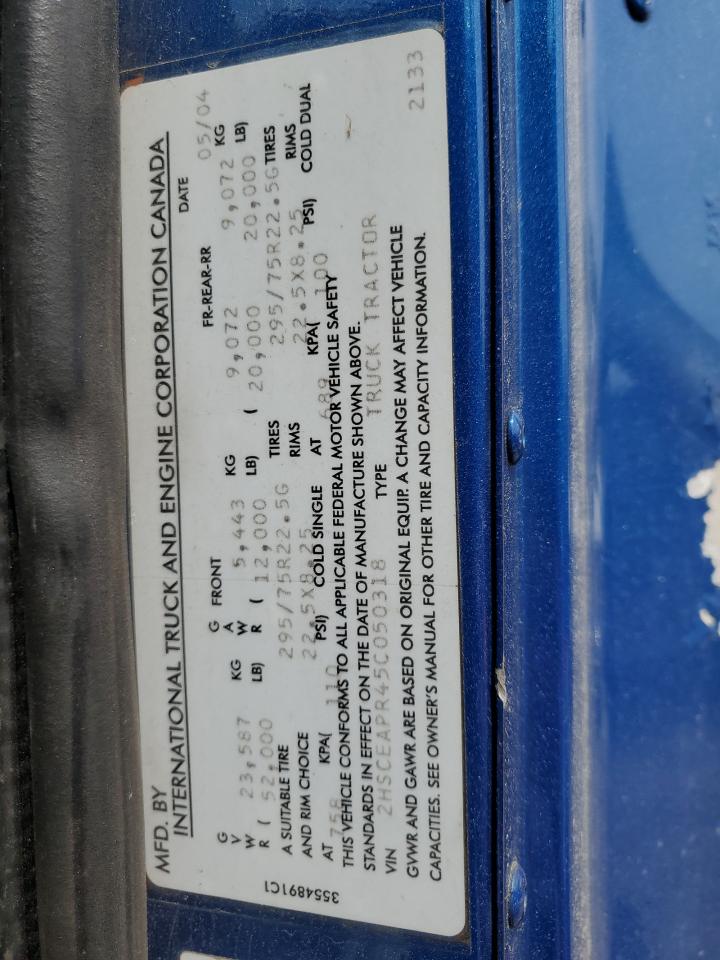 MFD. BY
INTERNATIONAL TRUCK AND ENGINE CORPORATION CANADA
DATE 05/04
G V W R 23,587 KG ( 52,000 LB) G A W R FRONT 5,443 KG ( 12,000 LB) FR-REAR-RR 9,072 ( 20,000 9,072 KG 20,000 LB)
A SUITABLE TIRE 295/75R22.5G TIRES 295/75R22.5G TIRES
AND RIM CHOICE 22.5X8.25 RIMS 22.5X8.25 RIMS
AT 758 KPA( 110 PSI) COLD SINGLE AT 689 KPA( 100 PSI) COLD DUAL
THIS VEHICLE CONFORMS TO ALL APPLICABLE FEDERAL MOTOR VEHICLE SAFETY
STANDARDS IN EFFECT ON THE DATE OF MANUFACTURE SHOWN ABOVE.
VIN 2HSCEAPR45C050318 TYPE TRUCK TRACTOR 2133
GVWR AND GAWR ARE BASED ON ORIGINAL EQUIP. A CHANGE MAY AFFECT VEHICLE
CAPACITIES. SEE OWNER'S MANUAL FOR OTHER TIRE AND CAPACITY INFORMATION.
3554891C1